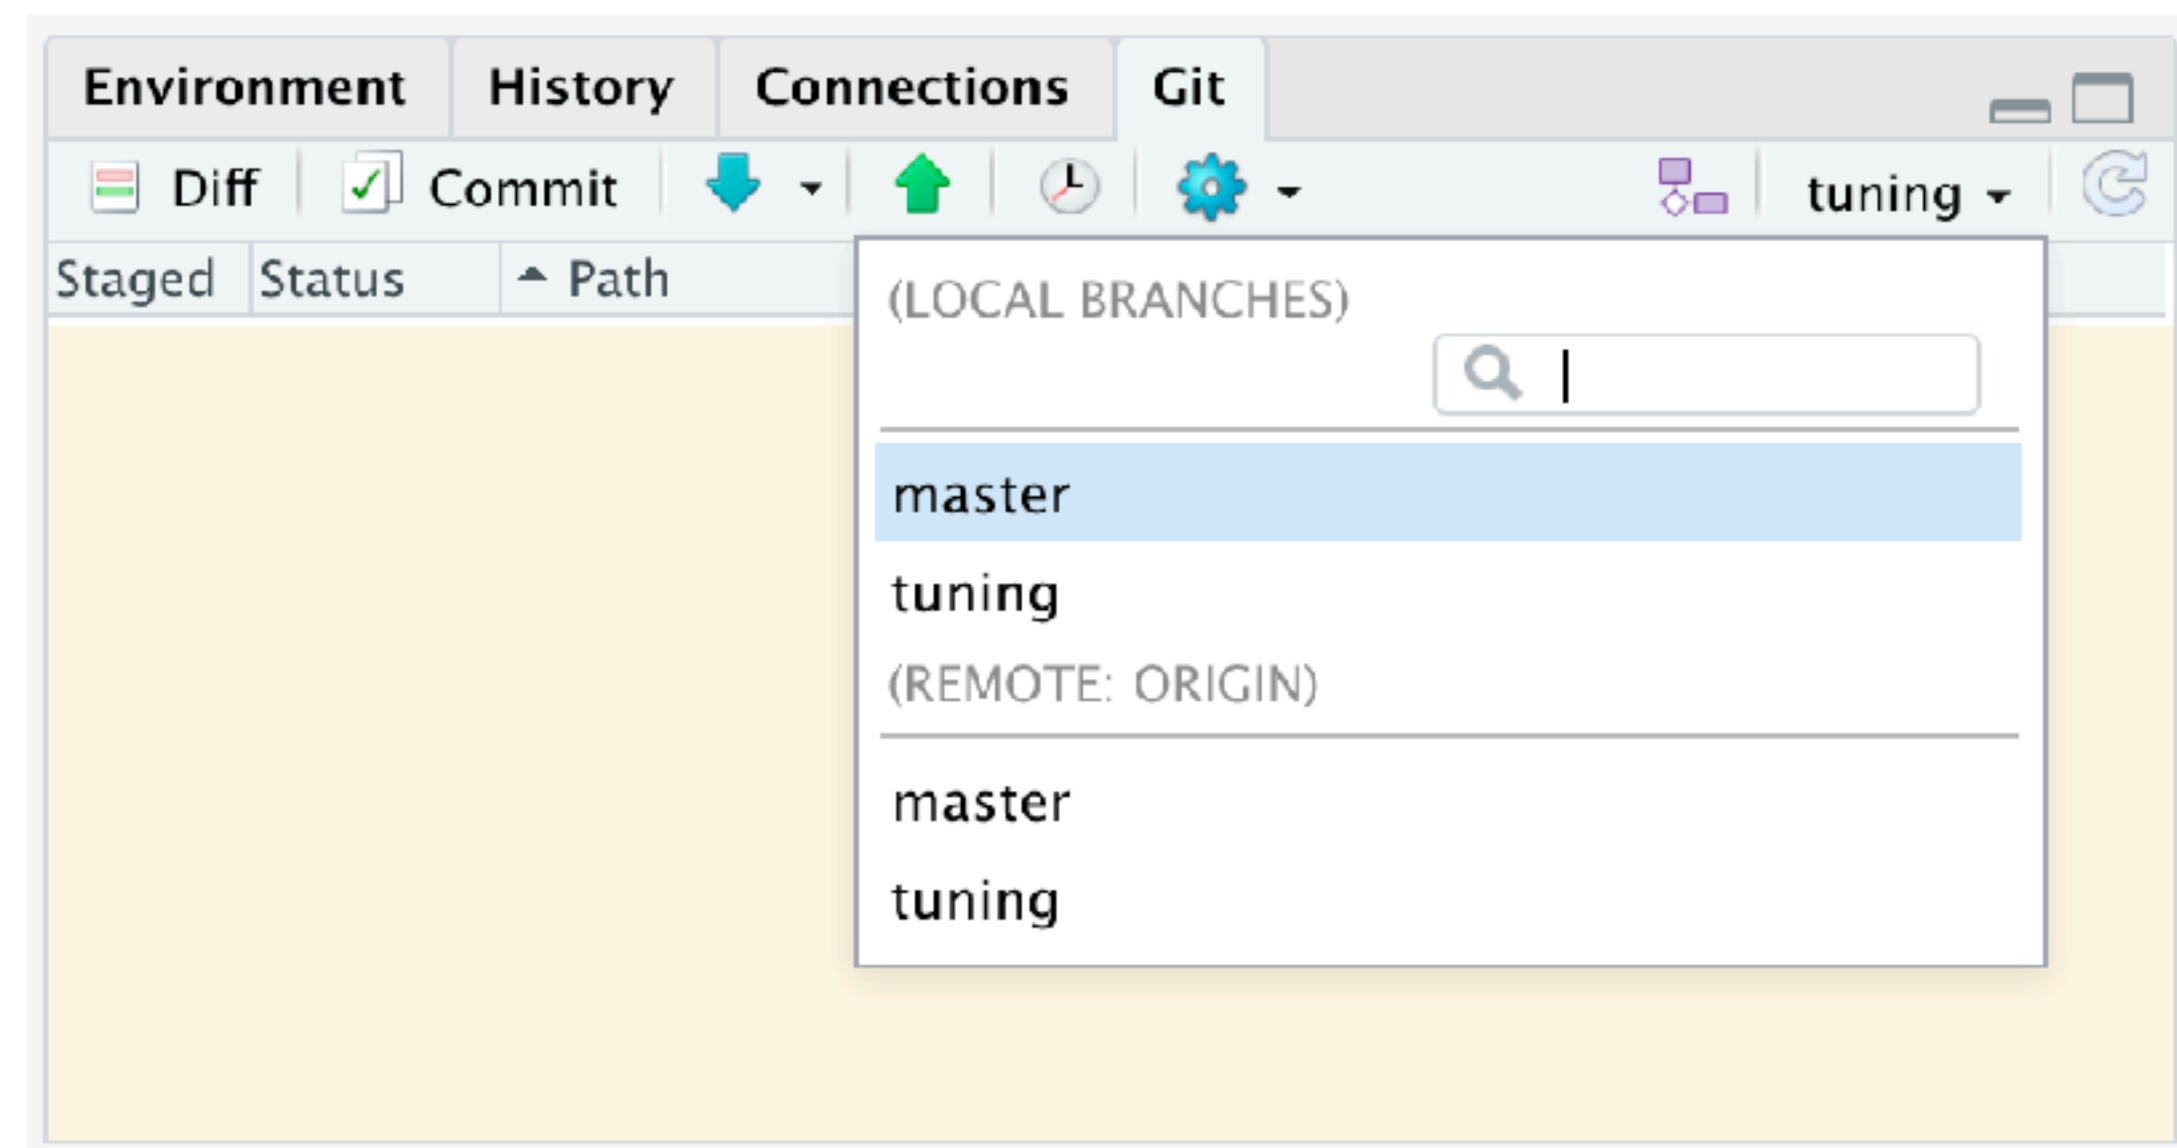 Environment History Connections Git
Diff Commit tuning
Staged Status Path
(LOCAL BRANCHES)
master
tuning
(REMOTE: ORIGIN)
master
tuning